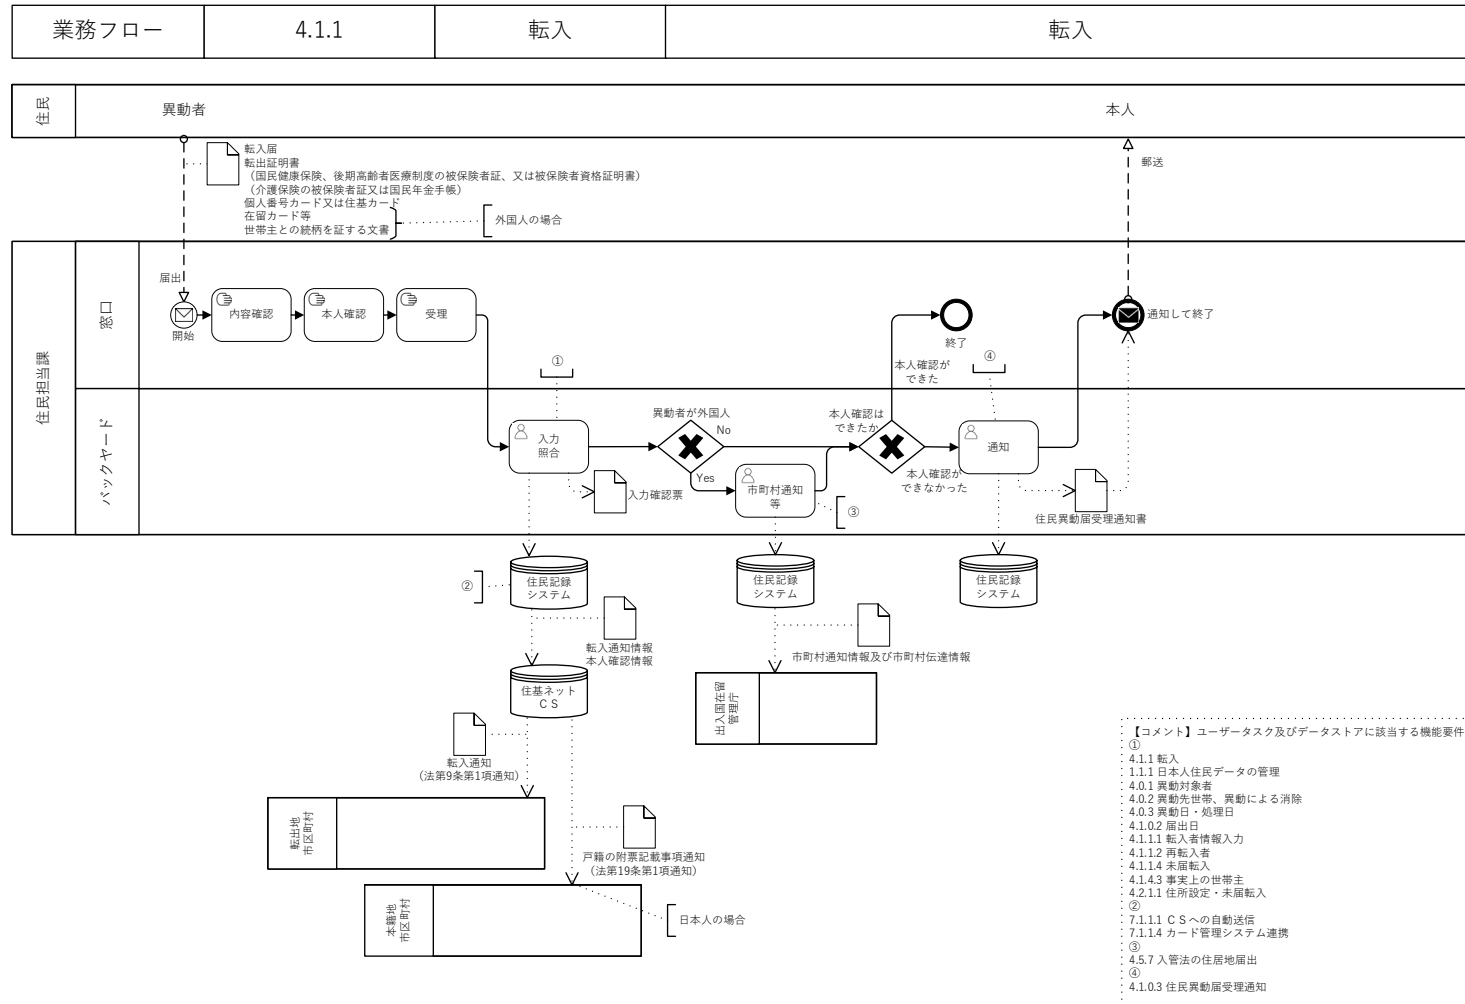 業務フロー
4.1.1
転入
転入
住民
異動者
本人
転入届
転出証明書
（国民健康保険、後期高齢者医療制度の被保険者証、又は被保険者資格証明書）
（介護保険の被保険者証又は国民年金手帳）
個人番号カード又は住基カード
在留カード等
世帯主との続柄を証する文書
外国人の場合
郵送
住民担当課
窓口
届出
開始
内容確認
本人確認
受理
終了
通知して終了
①
④
本人確認が
できた
バックヤード
入力
照合
異動者が外国人
No
Yes
本人確認は
できたか
通知
入力確認票
市町村通知
等
③
本人確認が
できなかった
住民異動届受理通知書
②
住民記録
システム
住民記録
システム
住民記録
システム
転入通知情報
本人確認情報
市町村通知情報及び市町村伝達情報
住基ネット
ＣＳ
出入国在留
管理庁
転入通知
（法第9条第1項通知）
転出地
市区町村
戸籍の附票記載事項通知
（法第19条第1項通知）
本籍地
市区町村
日本人の場合
【コメント】ユーザータスク及びデータストアに該当する機能要件
①
4.1.1 転入
1.1.1 日本人住民データの管理
4.0.1 異動対象者
4.0.2 異動先世帯、異動による消除
4.0.3 異動日・処理日
4.1.0.2 届出日
4.1.1.1 転入者情報入力
4.1.1.2 再転入者
4.1.1.4 未届転入
4.1.4.3 事実上の世帯主
4.2.1.1 住所設定・未届転入
②
7.1.1.1 ＣＳへの自動送信
7.1.1.4 カード管理システム連携
③
4.5.7 入管法の住居地届出
④
4.1.0.3 住民異動届受理通知